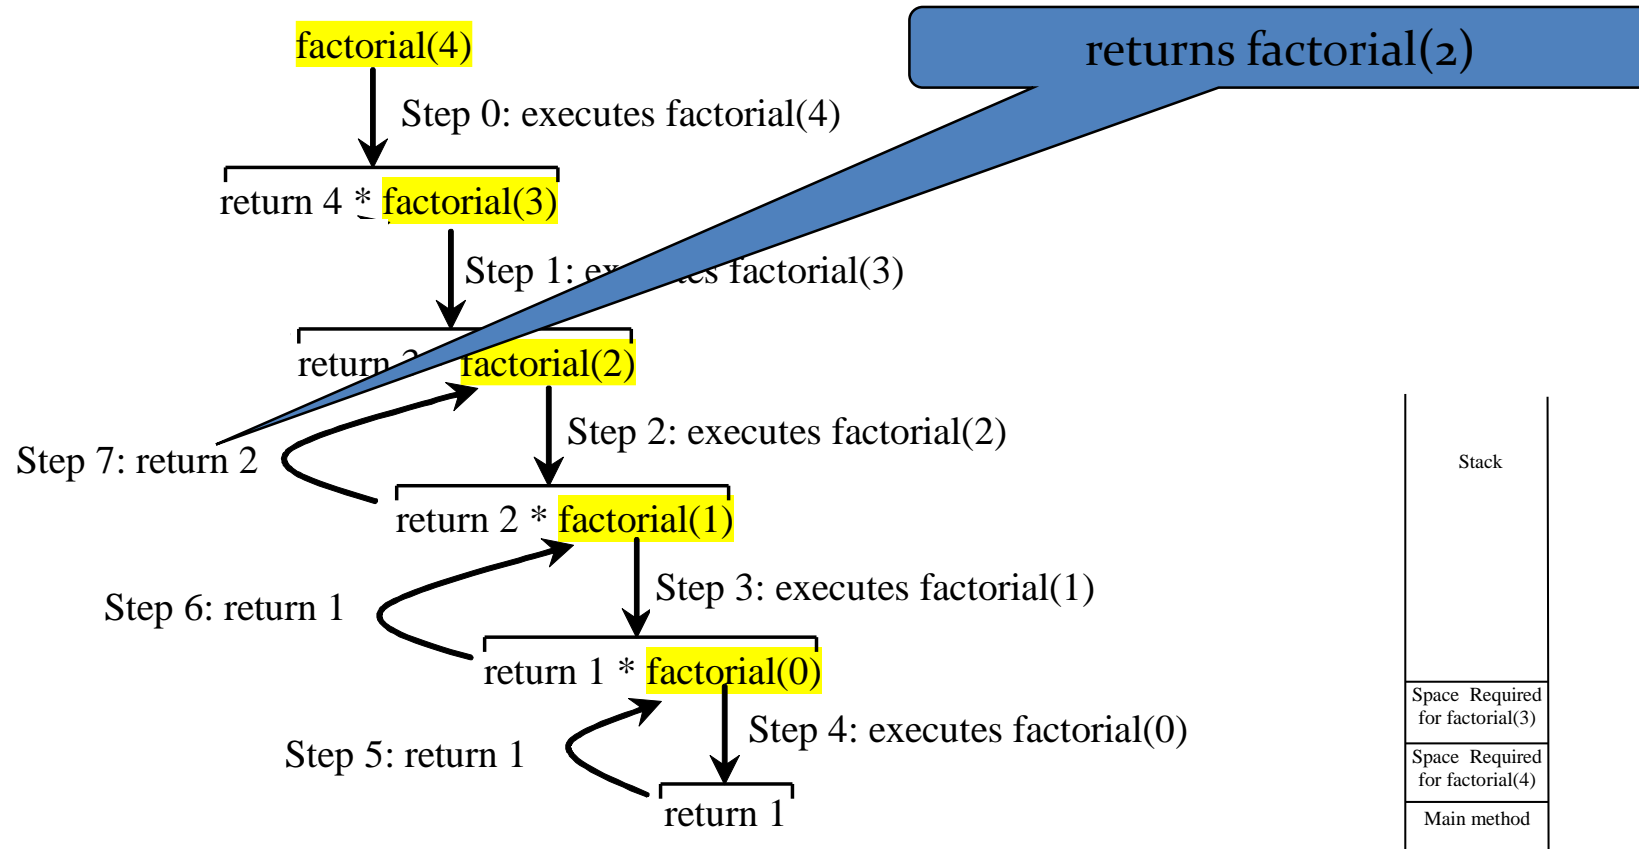 factorial(4)
returns factorial(2)
Step 0: executes factorial(4)
return 4 * factorial(3)
Step 1: executes factorial(3)
return factorial(2)
Step 2: executes factorial(2)
Step 7: return 2
return 2 * factorial(1)
Step 3: executes factorial(1)
Step 6: return 1
return 1 * factorial(0)
Step 4: executes factorial(0)
Step 5: return 1
return 1
Stack
Space Required
for factorial(3)
Space Required
for factorial(4)
Main method